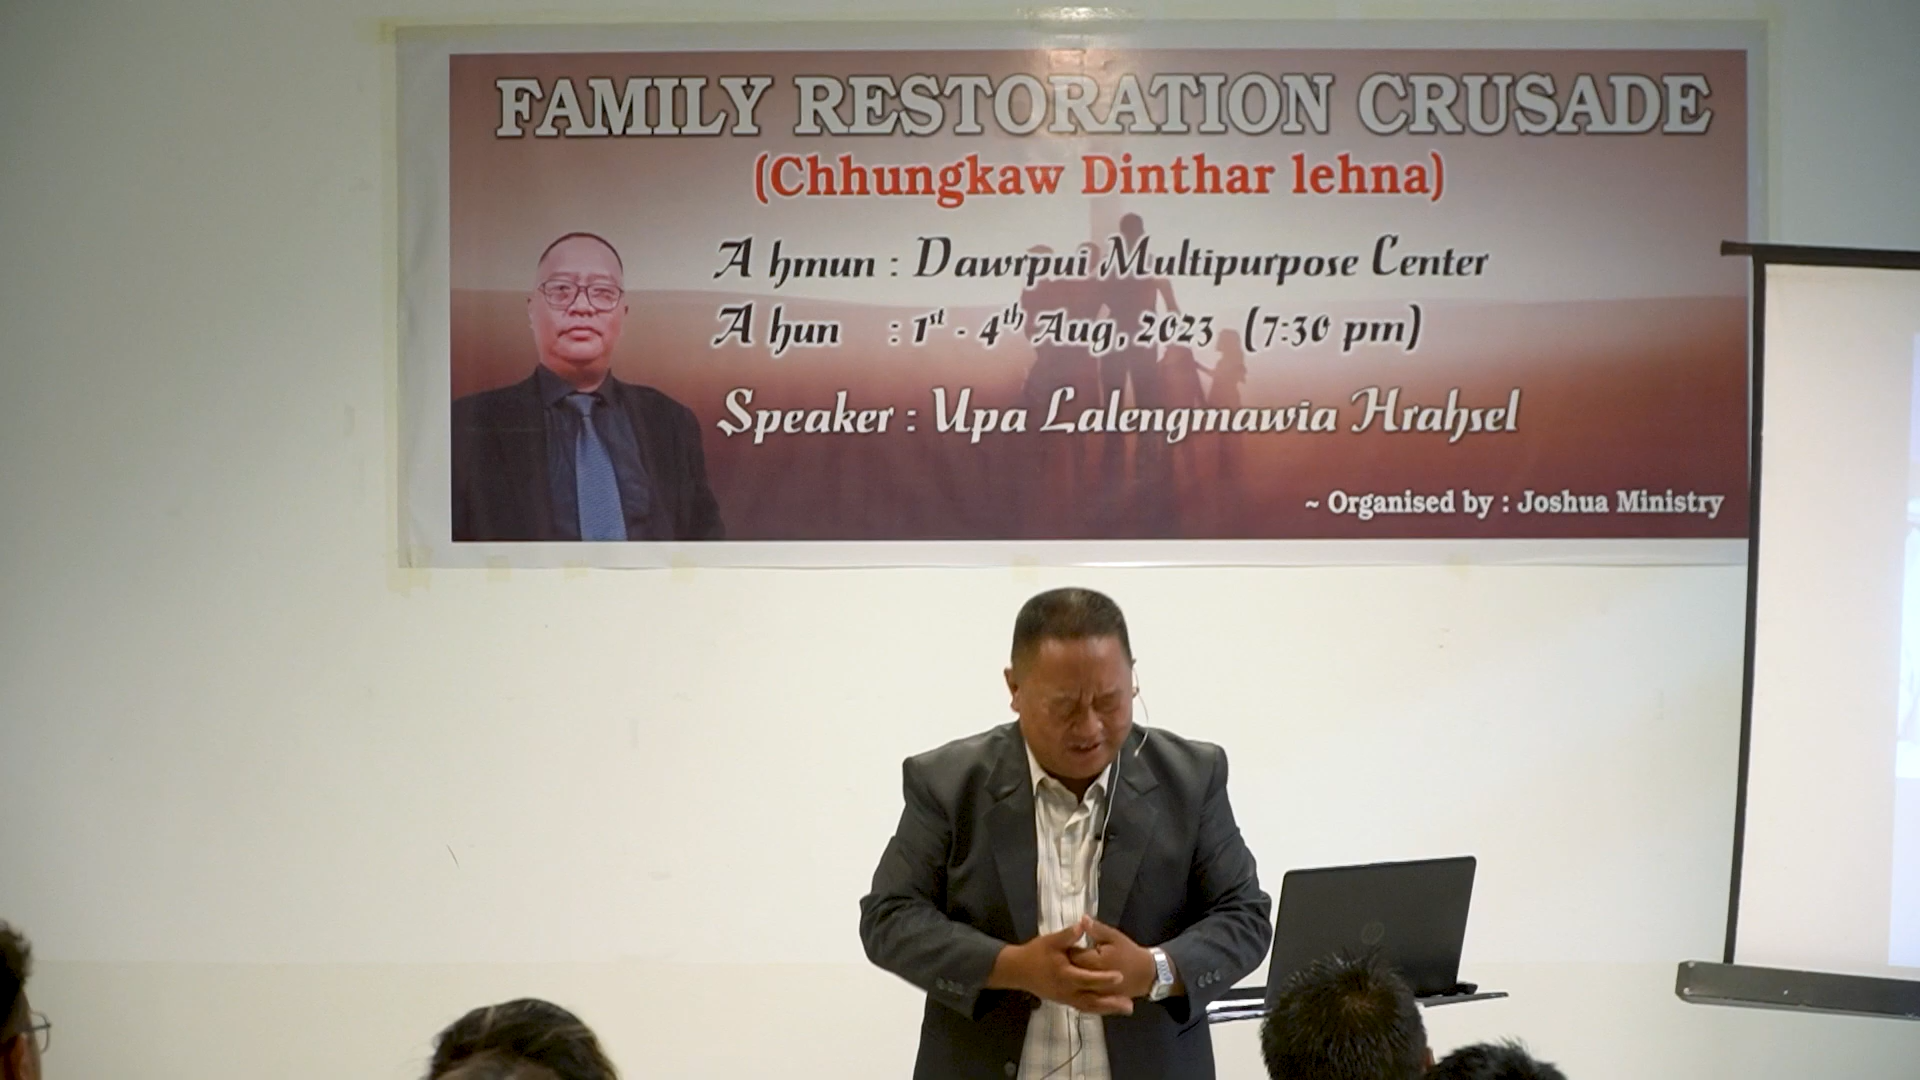 FAMILY RESTORATION CRUSADE
(Chhungkaw Dinthar lehna)
A hmun : Dawrpui Multipurpose Center
A hun : 1st - 4th Aug, 2023 (7:30 pm)
Speaker : Upa Lalengmawia Hrahsel
~ Organised by : Joshua Ministry